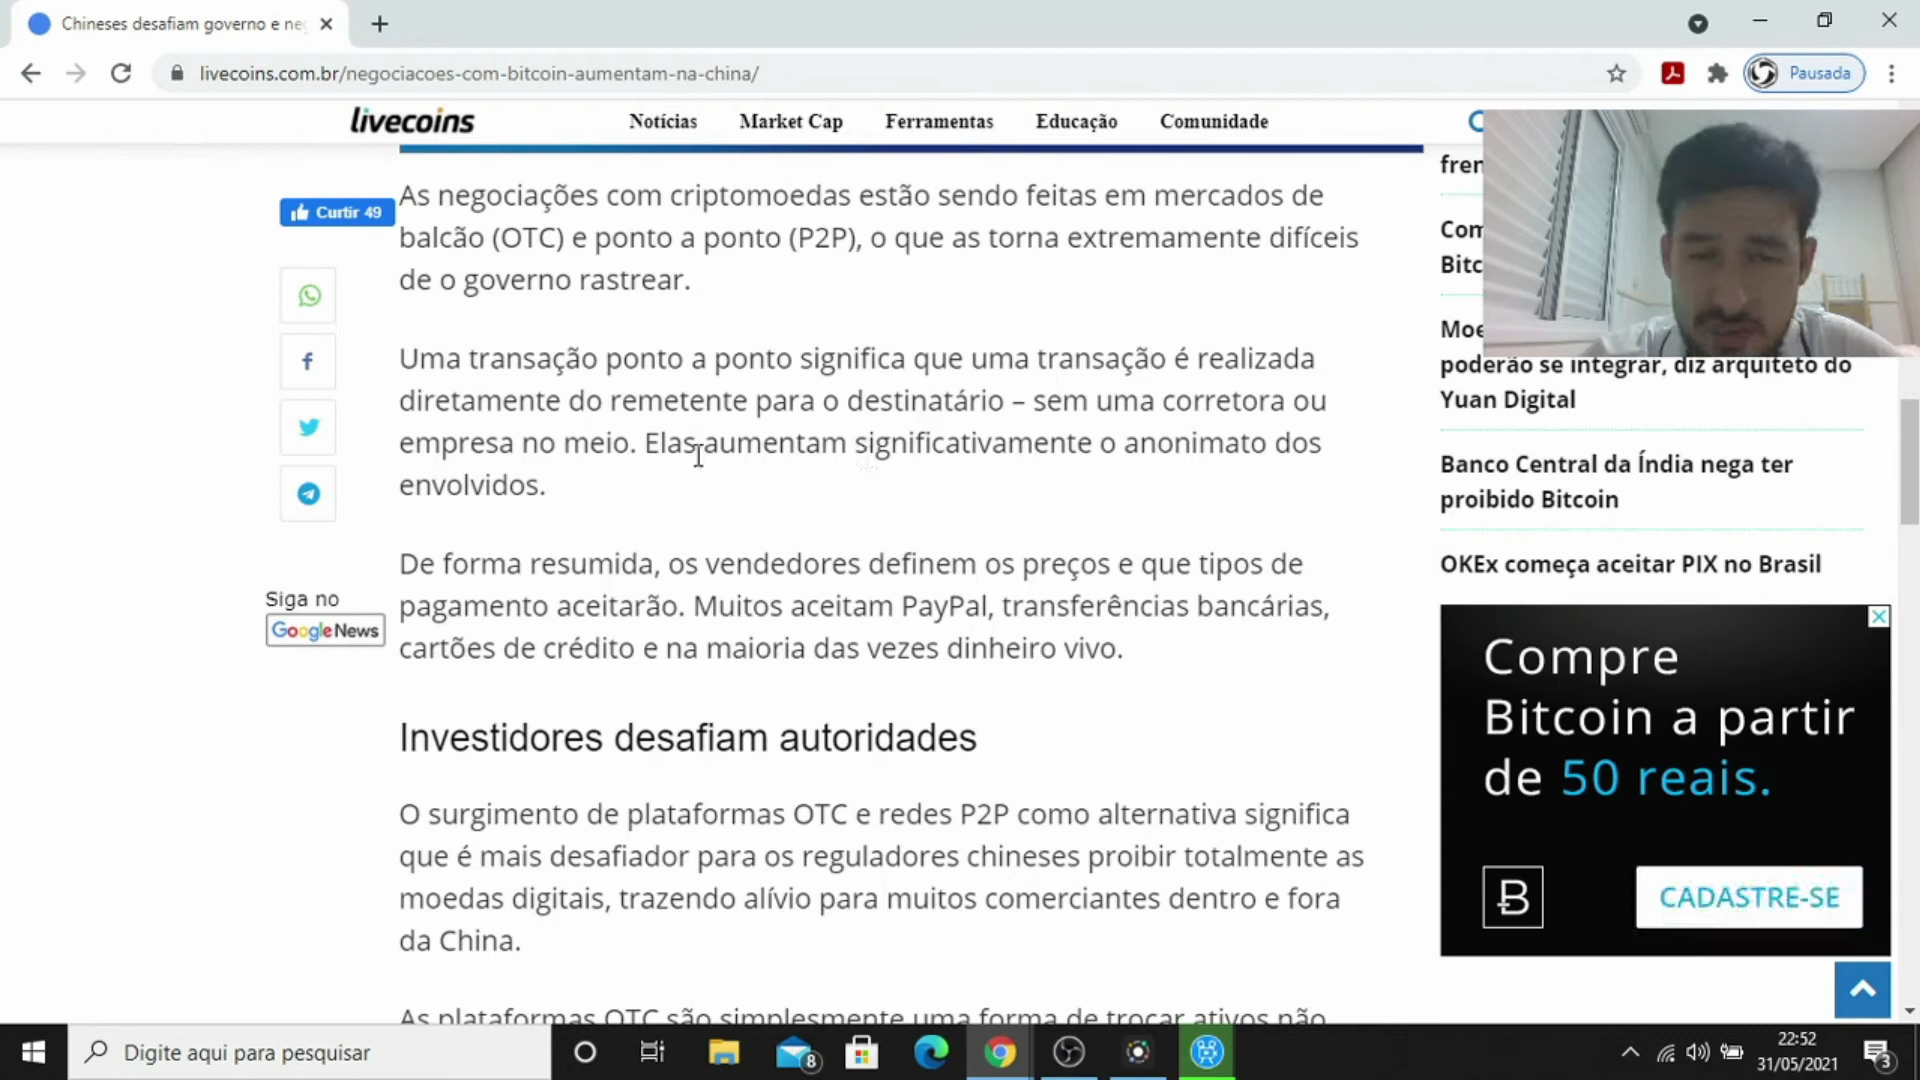 Chineses desafiam governo e ne
livecoins.com.br/negociacoes-com-bitcoin-aumentam-na-china/
Pausada
livecoins
Notícias
Market Cap
Ferramentas
Educação
Comunidade
Curtir 49
Siga no
Google News
As negociações com criptomoedas estão sendo feitas em mercados de
balcão (OTC) e ponto a ponto (P2P), o que as torna extremamente difíceis
de o governo rastrear.
Uma transação ponto a ponto significa que uma transação é realizada
diretamente do remetente para o destinatário – sem uma corretora ou
empresa no meio. Elas aumentam significativamente o anonimato dos
envolvidos.
De forma resumida, os vendedores definem os preços e que tipos de
pagamento aceitarão. Muitos aceitam PayPal, transferências bancárias,
cartões de crédito e na maioria das vezes dinheiro vivo.
Investidores desafiam autoridades
O surgimento de plataformas OTC e redes P2P como alternativa significa
que é mais desafiador para os reguladores chineses proibir totalmente as
moedas digitais, trazendo alívio para muitos comerciantes dentro e fora
da China.
As plataformas OTC são simplesmente uma forma de trocar ativos não
fren
Com
Bitc
Moe
poderão se integrar, diz arquiteto do
Yuan Digital
Banco Central da Índia nega ter
proibido Bitcoin
OKEx começa aceitar PIX no Brasil
Compre
Bitcoin a partir
de 50 reais.
CADASTRE-SE
Digite aqui para pesquisar
8
22:52
31/05/2021
3